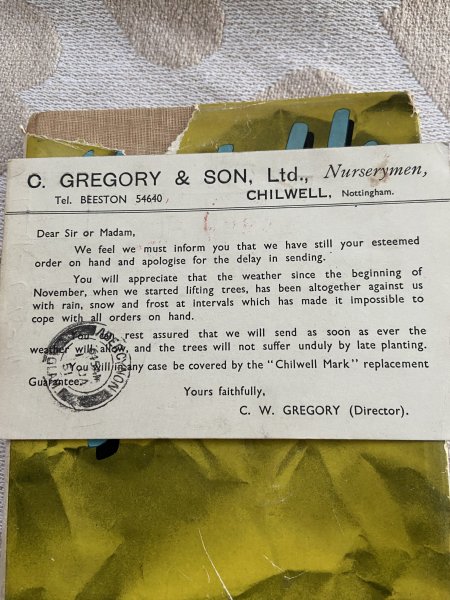 C. GREGORY & SON, Ltd., Nurserymen,
Tel. BEESTON 54640 CHILWELL, Nottingham.
Dear Sir or Madam,
We feel we must inform you that we have still your esteemed
order on hand and apologise for the delay in sending.
You will appreciate that the weather since the beginning of
November, when we started lifting trees, has been altogether against us
with rain, snow and frost at intervals which has made it impossible to
cope with all orders on hand.
You rest assured that we will send as soon as ever the
weather will allow, and the trees will not suffer unduly by late planting.
You will in any case be covered by the "Chilwell Mark" replacement
Guarantee.
Yours faithfully,
C. W. GREGORY (Director).